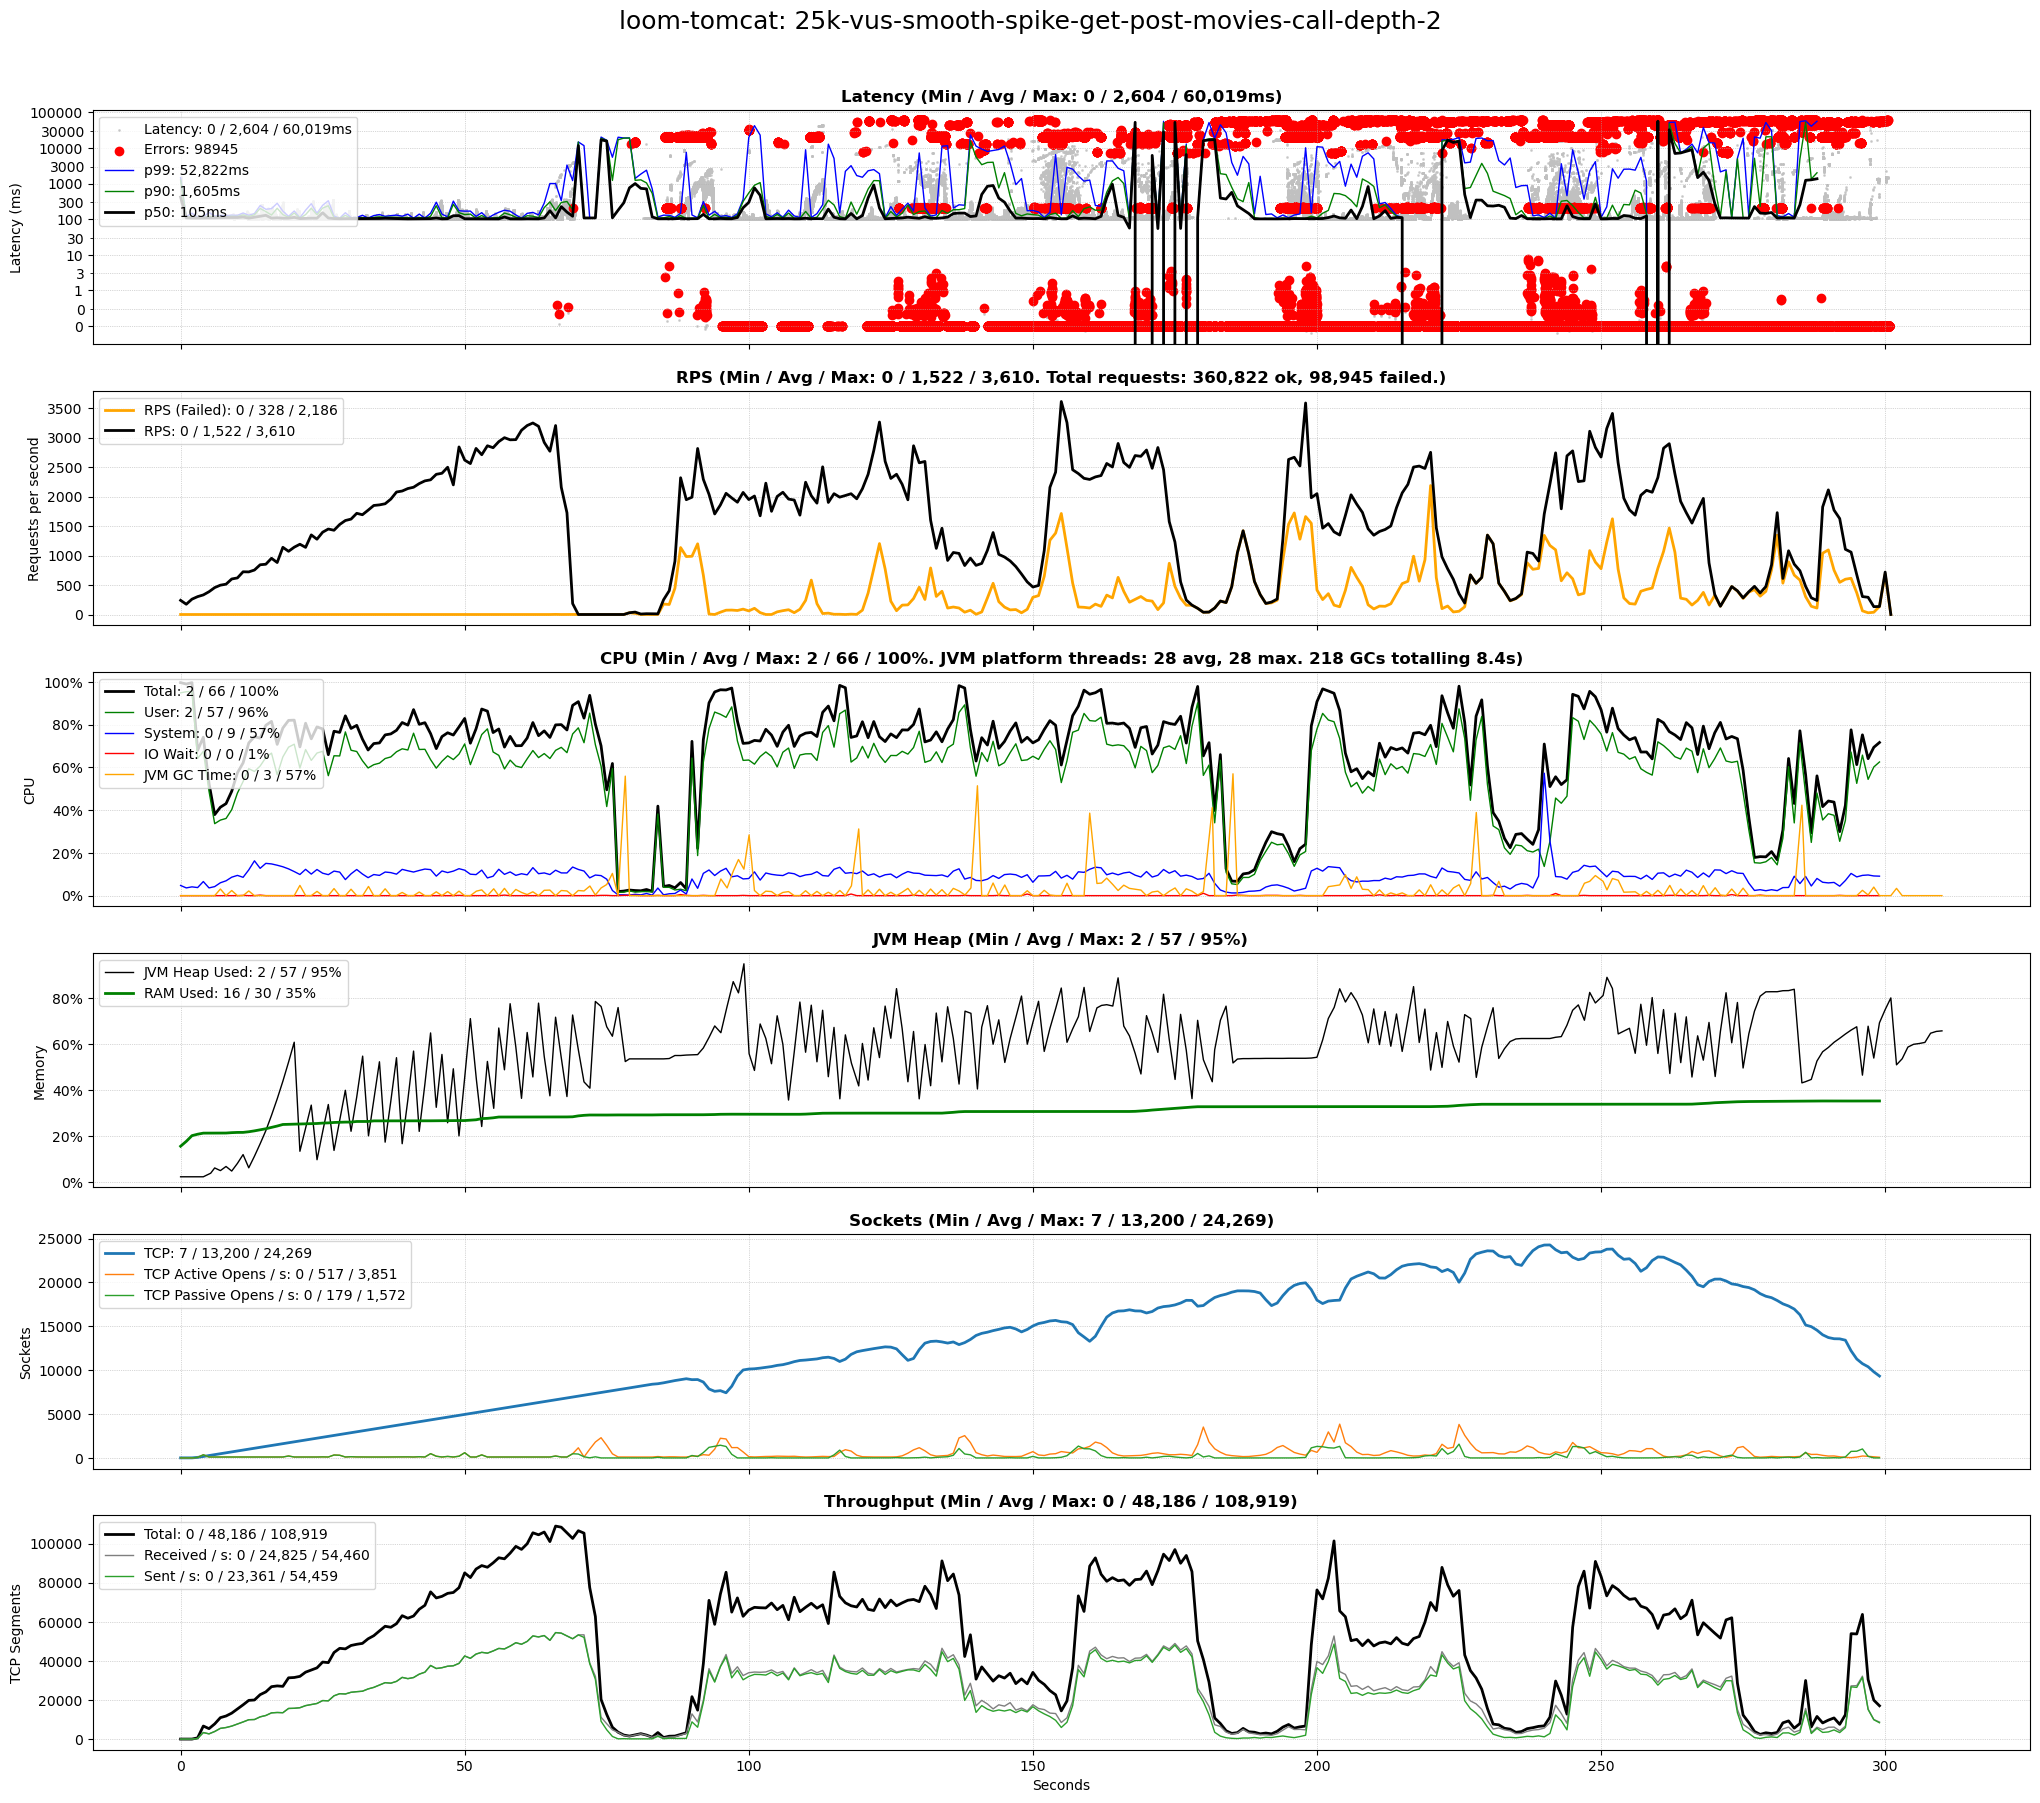 loom-tomcat: 25k-vus-smooth-spike-get-post-movies-call-depth-2
Latency (Min / Avg / Max: 0 / 2,604 / 60,019ms)
Latency (ms)
100000
30000
10000
3000
1000
300
100
30
10
3
1
0
0
Latency: 0 / 2,604 / 60,019ms
Errors: 98945
p99: 52,822ms
p90: 1,605ms
p50: 105ms
RPS (Min / Avg / Max: 0 / 1,522 / 3,610. Total requests: 360,822 ok, 98,945 failed.)
Requests per second
3500
3000
2500
2000
1500
1000
500
0
RPS (Failed): 0 / 328 / 2,186
RPS: 0 / 1,522 / 3,610
CPU (Min / Avg / Max: 2 / 66 / 100%. JVM platform threads: 28 avg, 28 max. 218 GCs totalling 8.4s)
CPU
100%
80%
60%
40%
20%
0%
Total: 2 / 66 / 100%
User: 2 / 57 / 96%
System: 0 / 9 / 57%
IO Wait: 0 / 0 / 1%
JVM GC Time: 0 / 3 / 57%
JVM Heap (Min / Avg / Max: 2 / 57 / 95%)
Memory
80%
60%
40%
20%
0%
JVM Heap Used: 2 / 57 / 95%
RAM Used: 16 / 30 / 35%
Sockets (Min / Avg / Max: 7 / 13,200 / 24,269)
Sockets
25000
20000
15000
10000
5000
0
TCP: 7 / 13,200 / 24,269
TCP Active Opens / s: 0 / 517 / 3,851
TCP Passive Opens / s: 0 / 179 / 1,572
Throughput (Min / Avg / Max: 0 / 48,186 / 108,919)
TCP Segments
100000
80000
60000
40000
20000
0
Total: 0 / 48,186 / 108,919
Received / s: 0 / 24,825 / 54,460
Sent / s: 0 / 23,361 / 54,459
0 50 100 150 200 250 300
Seconds